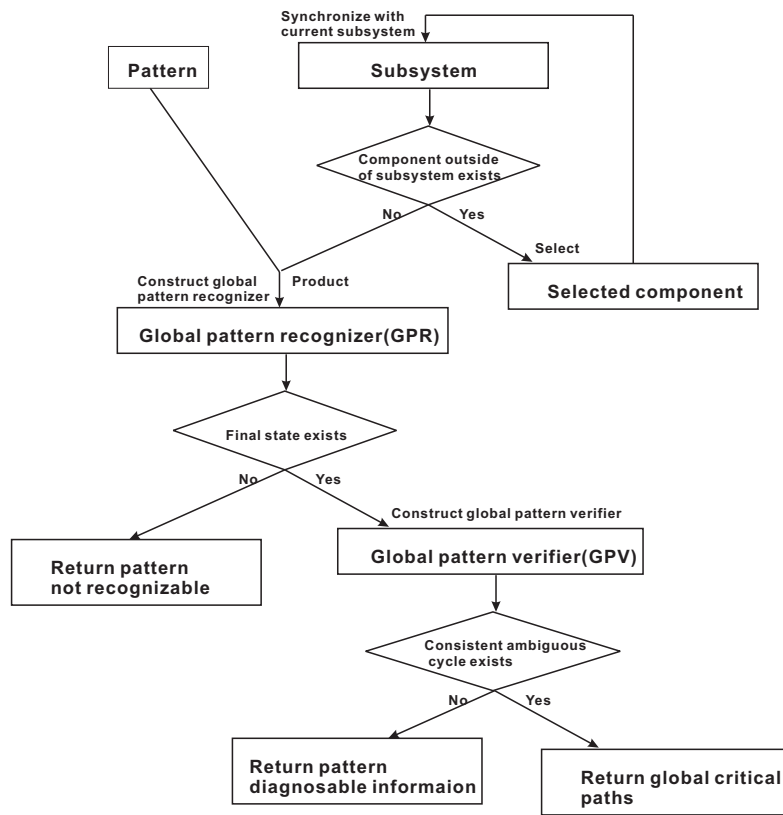 Synchronize with
current subsystem
Pattern
Subsystem
Component outside
of subsystem exists
No
Yes
Select
Construct global
pattern recognizer
Product
Selected component
Global pattern recognizer(GPR)
Final state exists
No
Yes
Construct global pattern verifier
Return pattern
not recognizable
Global pattern verifier(GPV)
Consistent ambiguous
cycle exists
No
Yes
Return pattern
diagnosable informaion
Return global critical
paths